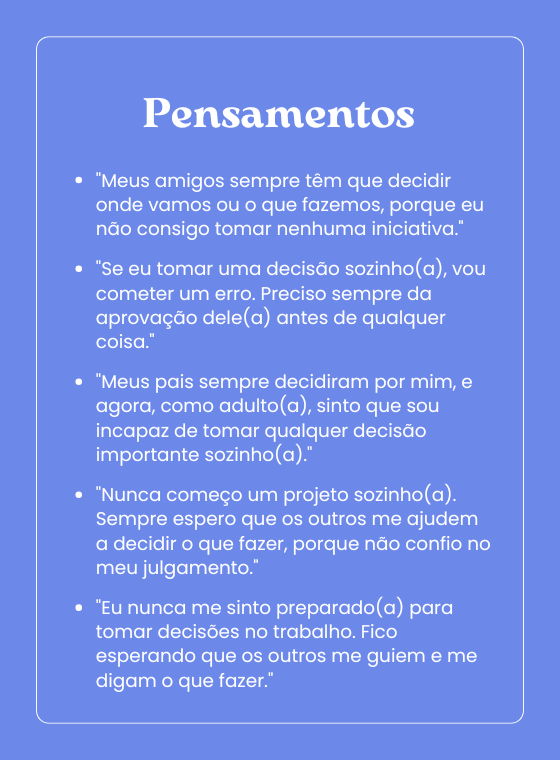 Pensamentos
• "Meus amigos sempre têm que decidir
onde vamos ou o que fazemos, porque eu
não consigo tomar nenhuma iniciativa."
• "Se eu tomar uma decisão sozinho(a), vou
cometer um erro. Preciso sempre da
aprovação dele(a) antes de qualquer
coisa."
• "Meus pais sempre decidiram por mim, e
agora, como adulto(a), sinto que sou
incapaz de tomar qualquer decisão
importante sozinho(a)."
• "Nunca começo um projeto sozinho(a).
Sempre espero que os outros me ajudem
a decidir o que fazer, porque não confio no
meu julgamento."
• "Eu nunca me sinto preparado(a) para
tomar decisões no trabalho. Fico
esperando que os outros me guiem e me
digam o que fazer."